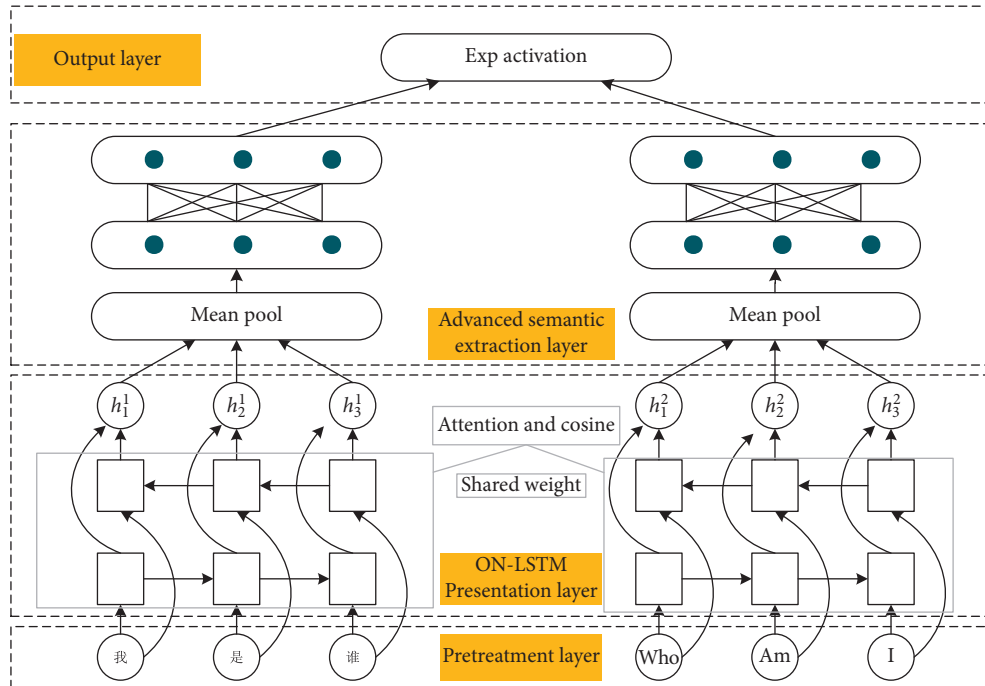 Output layer
Exp activation
Mean pool
Mean pool
Advanced semantic
extraction layer
h₁¹ h₂¹ h₃¹
h₁² h₂² h₃²
Attention and cosine
Shared weight
ON-LSTM
Presentation layer
我 是 谁
Pretreatment layer
Who Am I